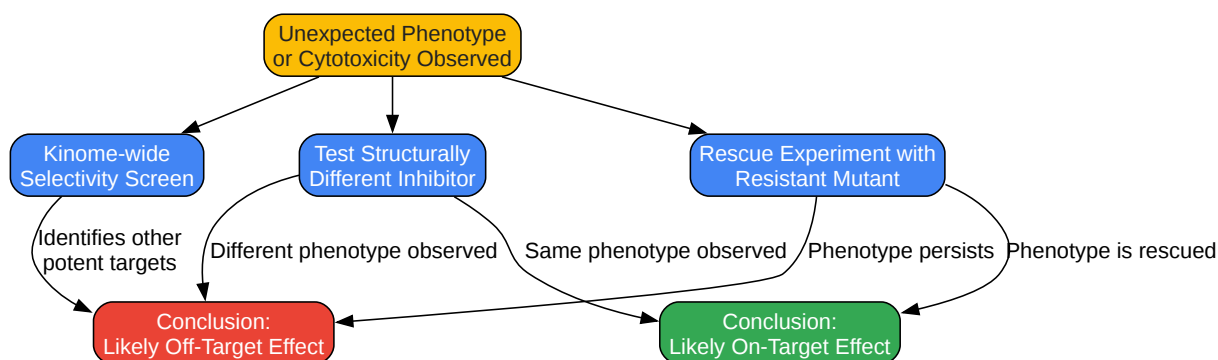 Unexpected Phenotype
or Cytotoxicity Observed
Kinome-wide
Selectivity Screen
Test Structurally
Different Inhibitor
Rescue Experiment with
Resistant Mutant
Identifies other
potent targets
Different phenotype observed
Same phenotype observed
Phenotype persists
Phenotype is rescued
Conclusion:
Likely Off-Target Effect
Conclusion:
Likely On-Target Effect